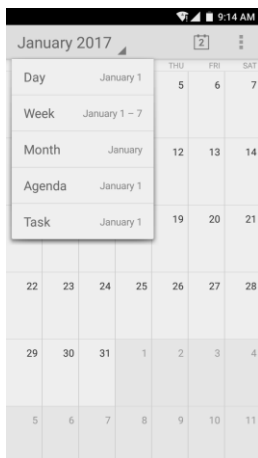 9:14 AM
January 2017
2
THU FRI SAT
Day January 1
5 6 7
Week January 1 – 7
Month January
12 13 14
Agenda January 1
Task January 1
19 20 21
22 23 24 25 26 27 28
29 30 31 1 2 3 4
5 6 7 8 9 10 11